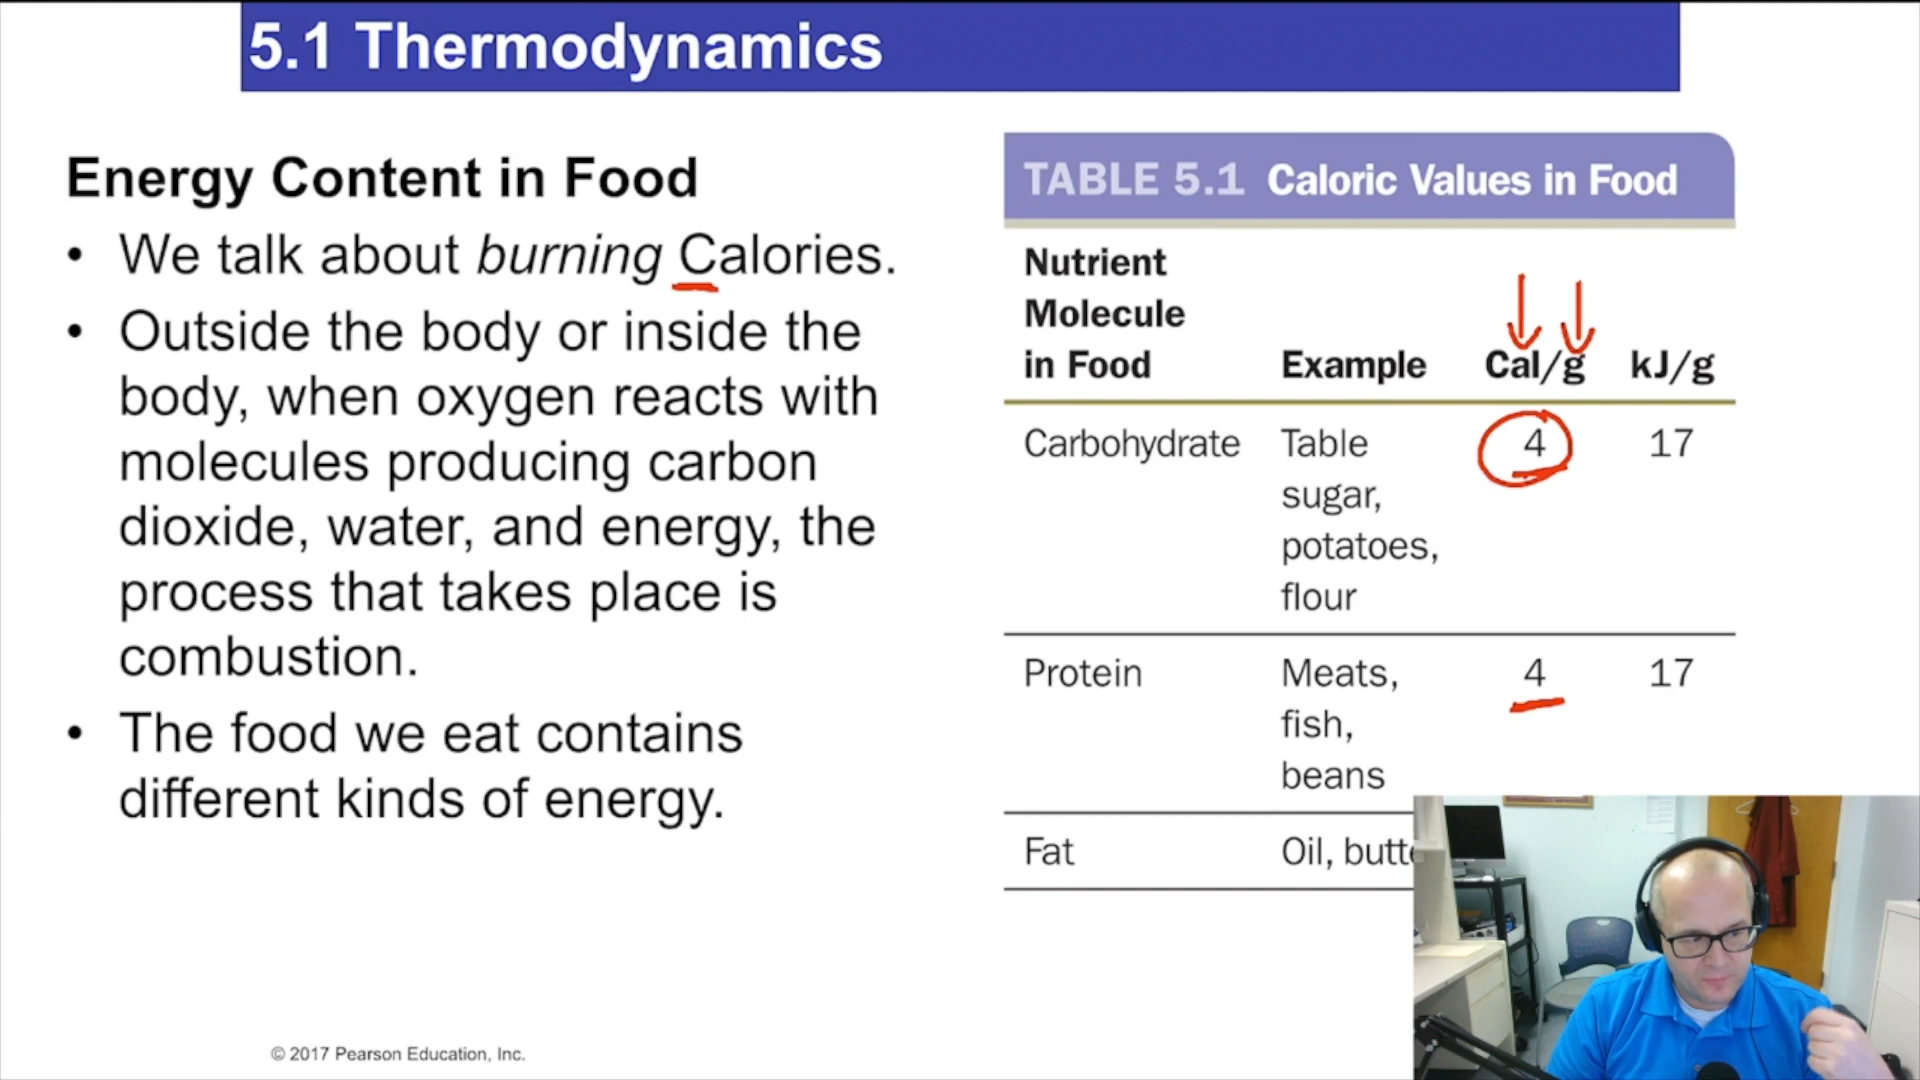 5.1 Thermodynamics
Energy Content in Food
• We talk about burning Calories.
• Outside the body or inside the
body, when oxygen reacts with
molecules producing carbon
dioxide, water, and energy, the
process that takes place is
combustion.
• The food we eat contains
different kinds of energy.
TABLE 5.1 Caloric Values in Food
Nutrient
Molecule
in Food Example Cal/g kJ/g
Carbohydrate Table 4 17
sugar,
potatoes,
flour
Protein Meats, 4 17
fish,
beans
Fat Oil,
© 2017 Pearson Education, Inc.